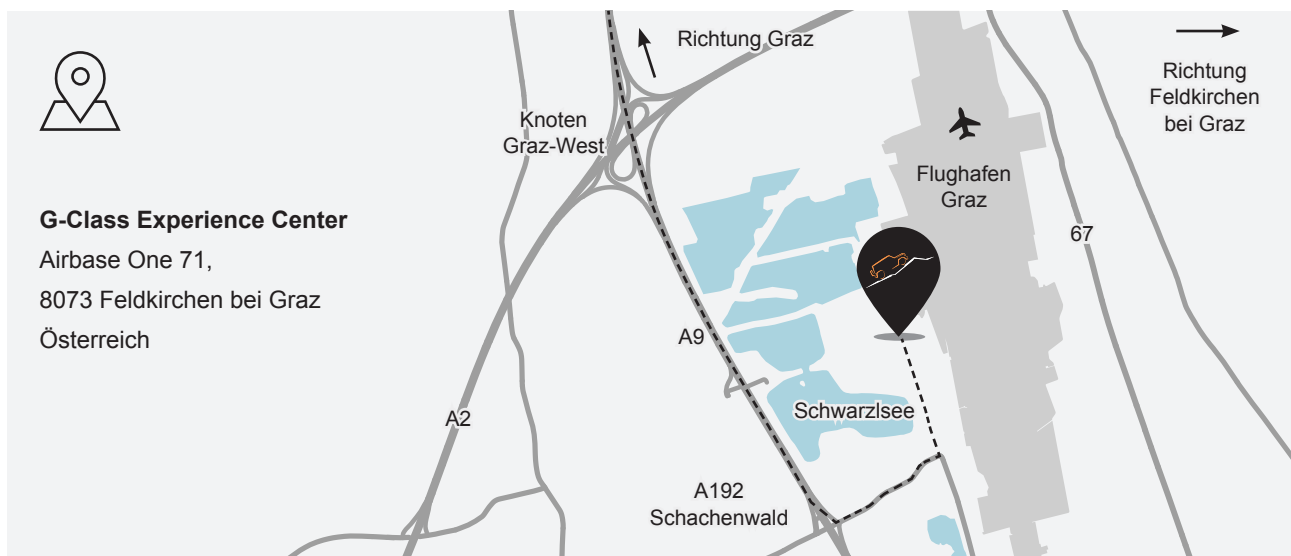 G-Class Experience Center
Airbase One 71,
8073 Feldkirchen bei Graz
Österreich
Richtung Graz
Richtung
Feldkirchen
bei Graz
Knoten
Graz-West
Flughafen
Graz
67
A9
A2
Schwarzlsee
A192
Schachenwald